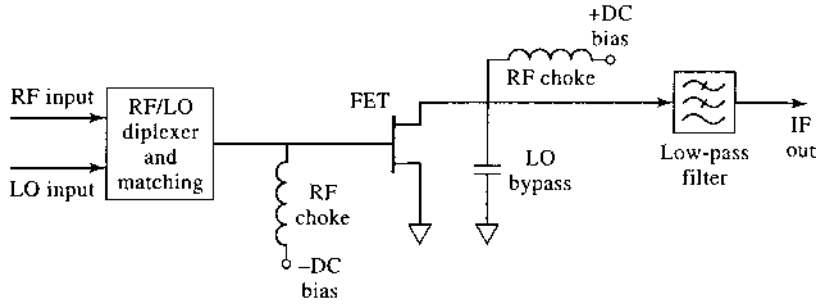 +DC
bias
RF choke
RF input
RF/LO
diplexer
and
matching
FET
LO input
RF
choke
LO
bypass
Low-pass
filter
IF
out
–DC
bias